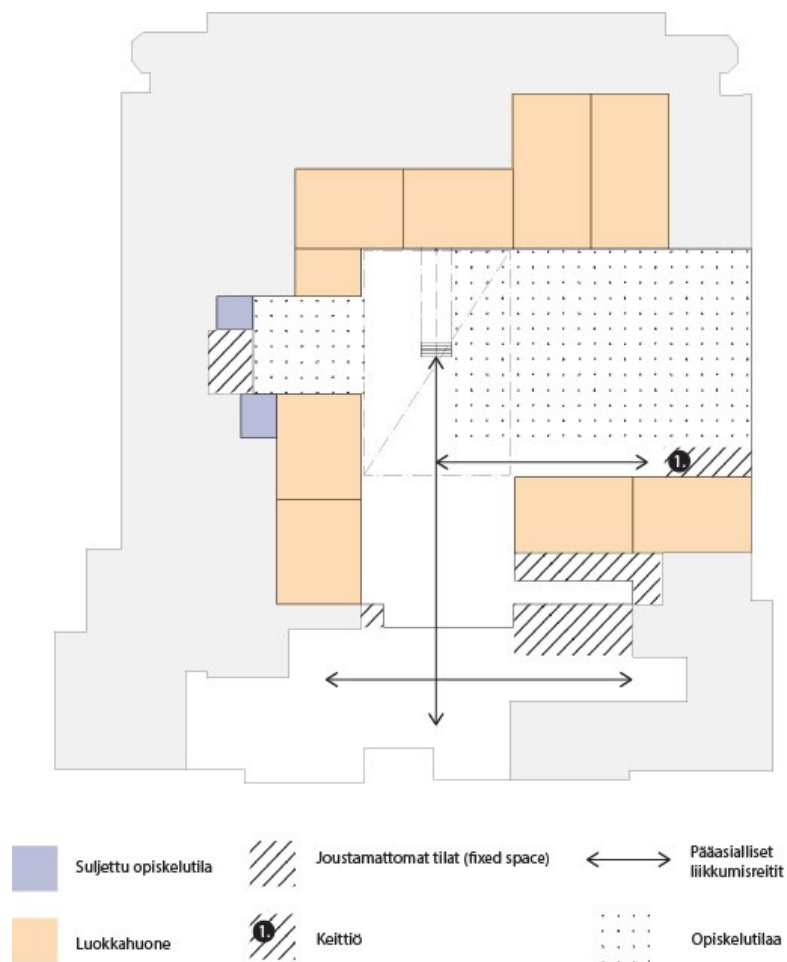 1.
Suljettu opiskelutila
Joustamattomat tilat (fixed space)
Pääasialliset
liikkumisreitit
Luokkahuone
1.
Keittiö
Opiskelutilaa